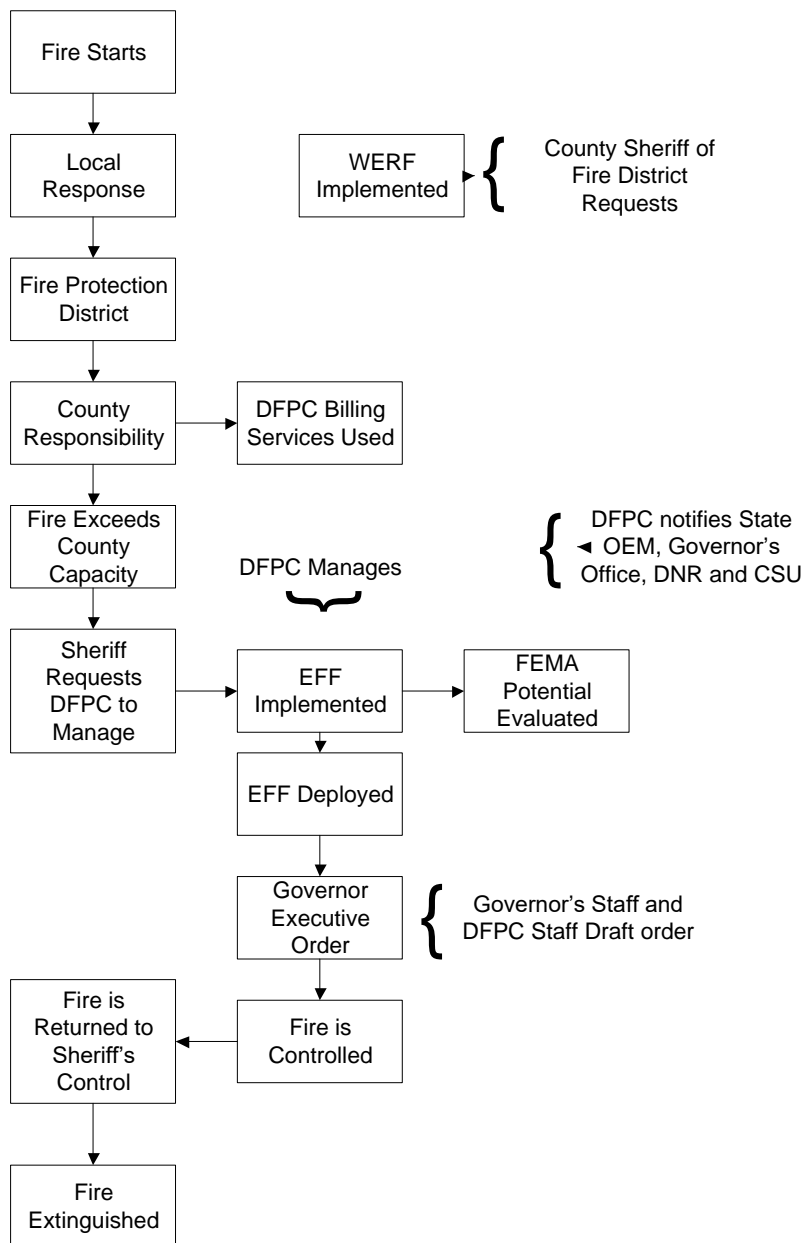 Fire Starts
Local
Response
WERF
Implemented
County Sheriff of
Fire District
Requests
Fire Protection
District
County
Responsibility
DFPC Billing
Services Used
Fire Exceeds
County
Capacity
DFPC Manages
DFPC notifies State
OEM, Governor’s
Office, DNR and CSU
Sheriff
Requests
DFPC to
Manage
EFF
Implemented
FEMA
Potential
Evaluated
EFF Deployed
Governor
Executive
Order
Governor’s Staff and
DFPC Staff Draft order
Fire is
Returned to
Sheriff’s
Control
Fire is
Controlled
Fire
Extinguished